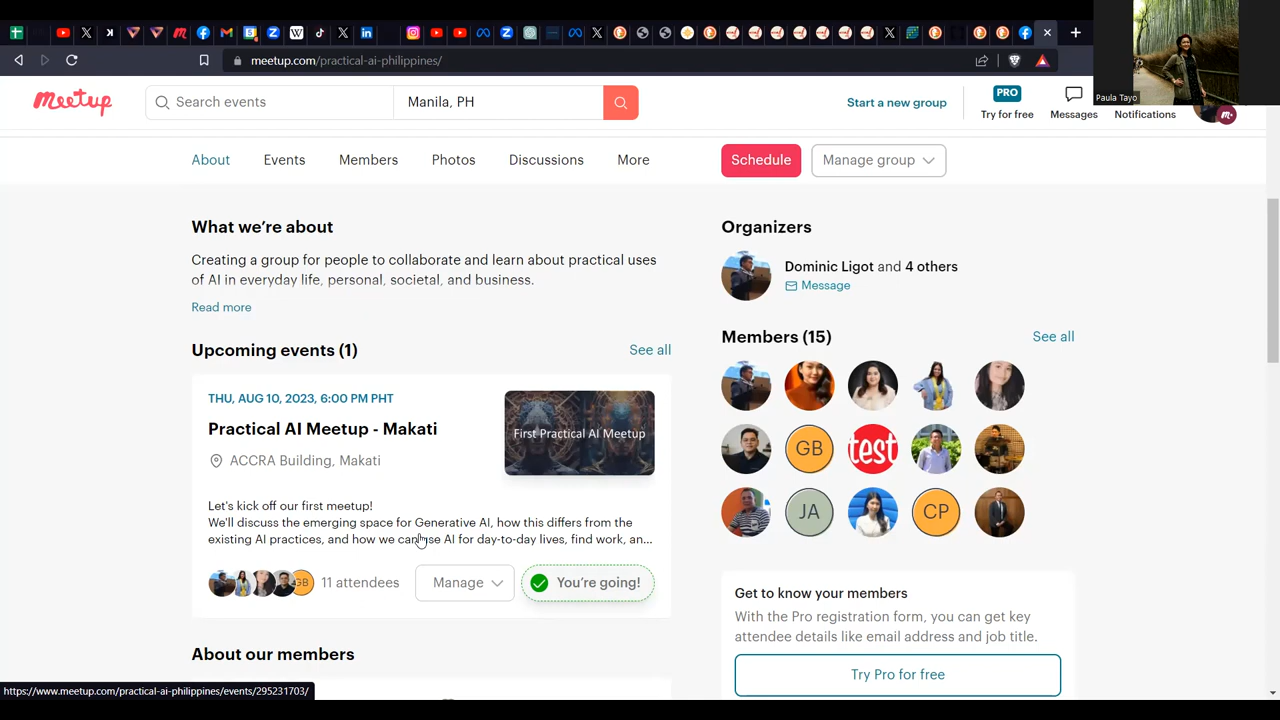 meetup.com/practical-ai-philippines/
Paula Tayo
meetup
Search events
Manila, PH
Start a new group
PRO
Try for free
Messages
Notifications
About
Events
Members
Photos
Discussions
More
Schedule
Manage group
What we're about
Creating a group for people to collaborate and learn about practical uses
of AI in everyday life, personal, societal, and business.
Read more
Upcoming events (1)
See all
THU, AUG 10, 2023, 6:00 PM PHT
Practical AI Meetup - Makati
ACCRA Building, Makati
First Practical AI Meetup
Let's kick off our first meetup!
We'll discuss the emerging space for Generative AI, how this differs from the
existing AI practices, and how we can use AI for day-to-day lives, find work, an...
GB
11 attendees
Manage
You're going!
About our members
Organizers
Dominic Ligot and 4 others
Message
Members (15)
See all
GB
test
JA
CP
Get to know your members
With the Pro registration form, you can get key
attendee details like email address and job title.
Try Pro for free
https://www.meetup.com/practical-ai-philippines/events/295231703/